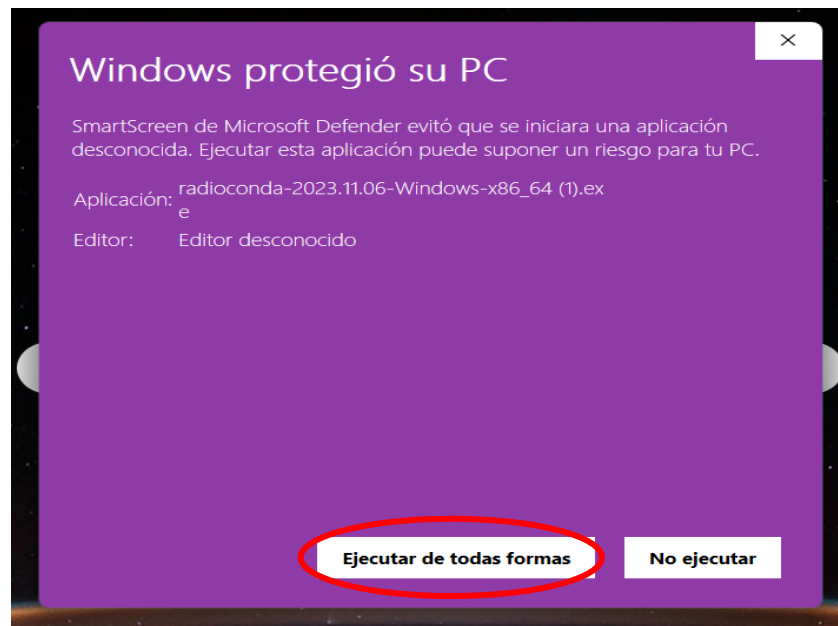 Windows protegió su PC
SmartScreen de Microsoft Defender evitó que se iniciara una aplicación
desconocida. Ejecutar esta aplicación puede suponer un riesgo para tu PC.
Aplicación: radioconda-2023.11.06-Windows-x86_64 (1).ex
e
Editor: Editor desconocido
Ejecutar de todas formas No ejecutar